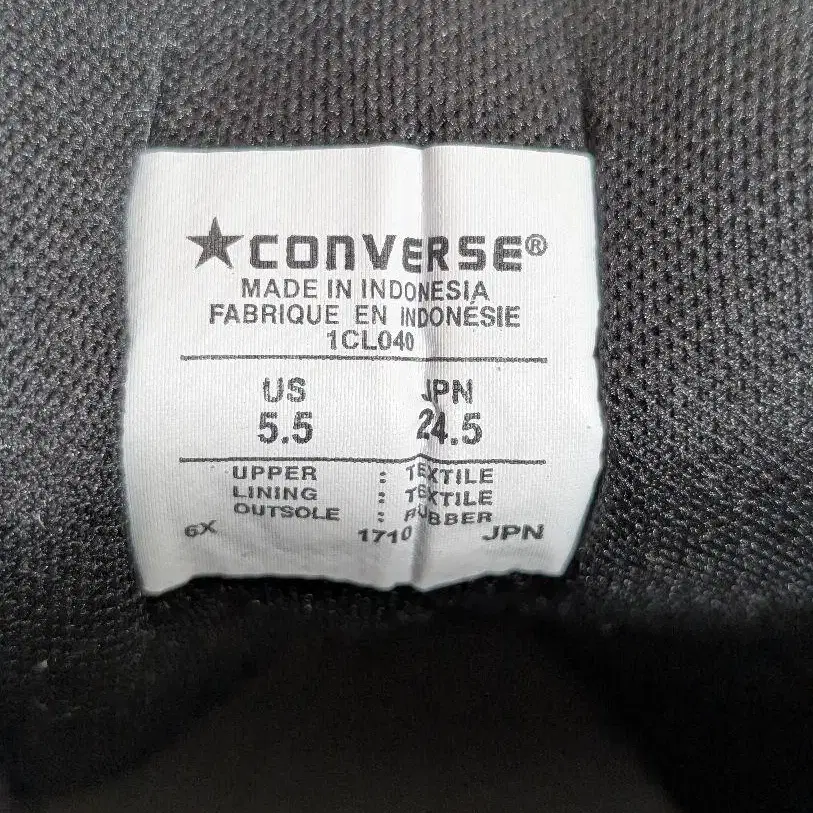 ★CONVERSE®
MADE IN INDONESIA
FABRIQUE EN INDONÉSIE
1CL040
US JPN
5.5 24.5
UPPER : TEXTILE
LINING : TEXTILE
OUTSOLE : RUBBER
6X 1710 JPN